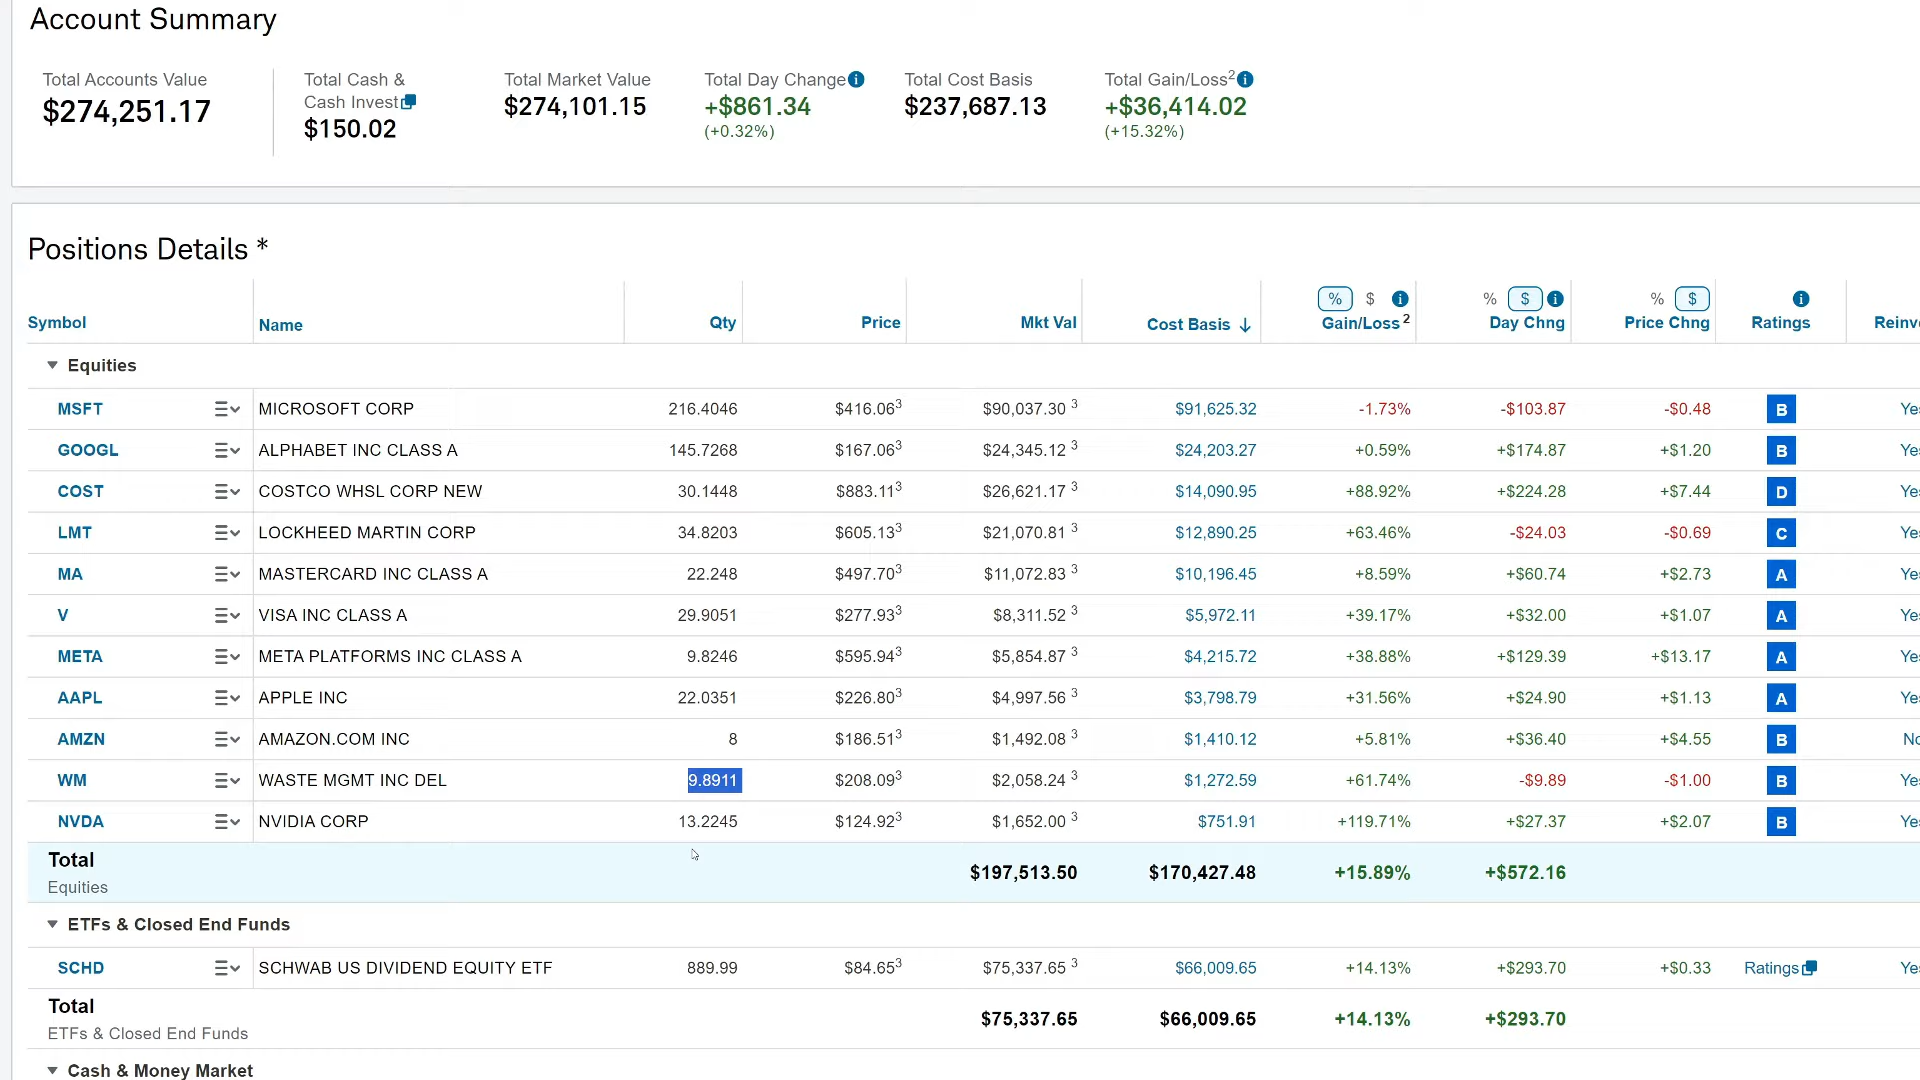 Account Summary
Total Accounts Value
$274,251.17
Total Cash &
Cash Invest
$150.02
Total Market Value
$274,101.15
Total Day Change
+$861.34
(+0.32%)
Total Cost Basis
$237,687.13
Total Gain/Loss2
+$36,414.02
(+15.32%)
Positions Details *
Symbol Name Qty Price Mkt Val Cost Basis ↓ % $ Gain/Loss 2 % $ Day Chng % $ Price Chng Ratings Reinv
Equities
MSFT MICROSOFT CORP 216.4046 $416.063 $90,037.30 3 $91,625.32 -1.73% -$103.87 -$0.48 B Yes
GOOGL ALPHABET INC CLASS A 145.7268 $167.063 $24,345.12 3 $24,203.27 +0.59% +$174.87 +$1.20 B Yes
COST COSTCO WHSL CORP NEW 30.1448 $883.113 $26,621.17 3 $14,090.95 +88.92% +$224.28 +$7.44 D Yes
LMT LOCKHEED MARTIN CORP 34.8203 $605.133 $21,070.81 3 $12,890.25 +63.46% -$24.03 -$0.69 C Yes
MA MASTERCARD INC CLASS A 22.248 $497.703 $11,072.83 3 $10,196.45 +8.59% +$60.74 +$2.73 A Yes
V VISA INC CLASS A 29.9051 $277.933 $8,311.52 3 $5,972.11 +39.17% +$32.00 +$1.07 A Yes
META META PLATFORMS INC CLASS A 9.8246 $595.943 $5,854.87 3 $4,215.72 +38.88% +$129.39 +$13.17 A Yes
AAPL APPLE INC 22.0351 $226.803 $4,997.56 3 $3,798.79 +31.56% +$24.90 +$1.13 A Yes
AMZN AMAZON.COM INC 8 $186.513 $1,492.08 3 $1,410.12 +5.81% +$36.40 +$4.55 B No
WM WASTE MGMT INC DEL 9.8911 $208.093 $2,058.24 3 $1,272.59 +61.74% -$9.89 -$1.00 B Yes
NVDA NVIDIA CORP 13.2245 $124.923 $1,652.00 3 $751.91 +119.71% +$27.37 +$2.07 B Yes
Total
Equities
$197,513.50 $170,427.48 +15.89% +$572.16
ETFs & Closed End Funds
SCHD SCHWAB US DIVIDEND EQUITY ETF 889.99 $84.653 $75,337.65 3 $66,009.65 +14.13% +$293.70 +$0.33 Ratings Yes
Total
ETFs & Closed End Funds
$75,337.65 $66,009.65 +14.13% +$293.70
Cash & Money Market